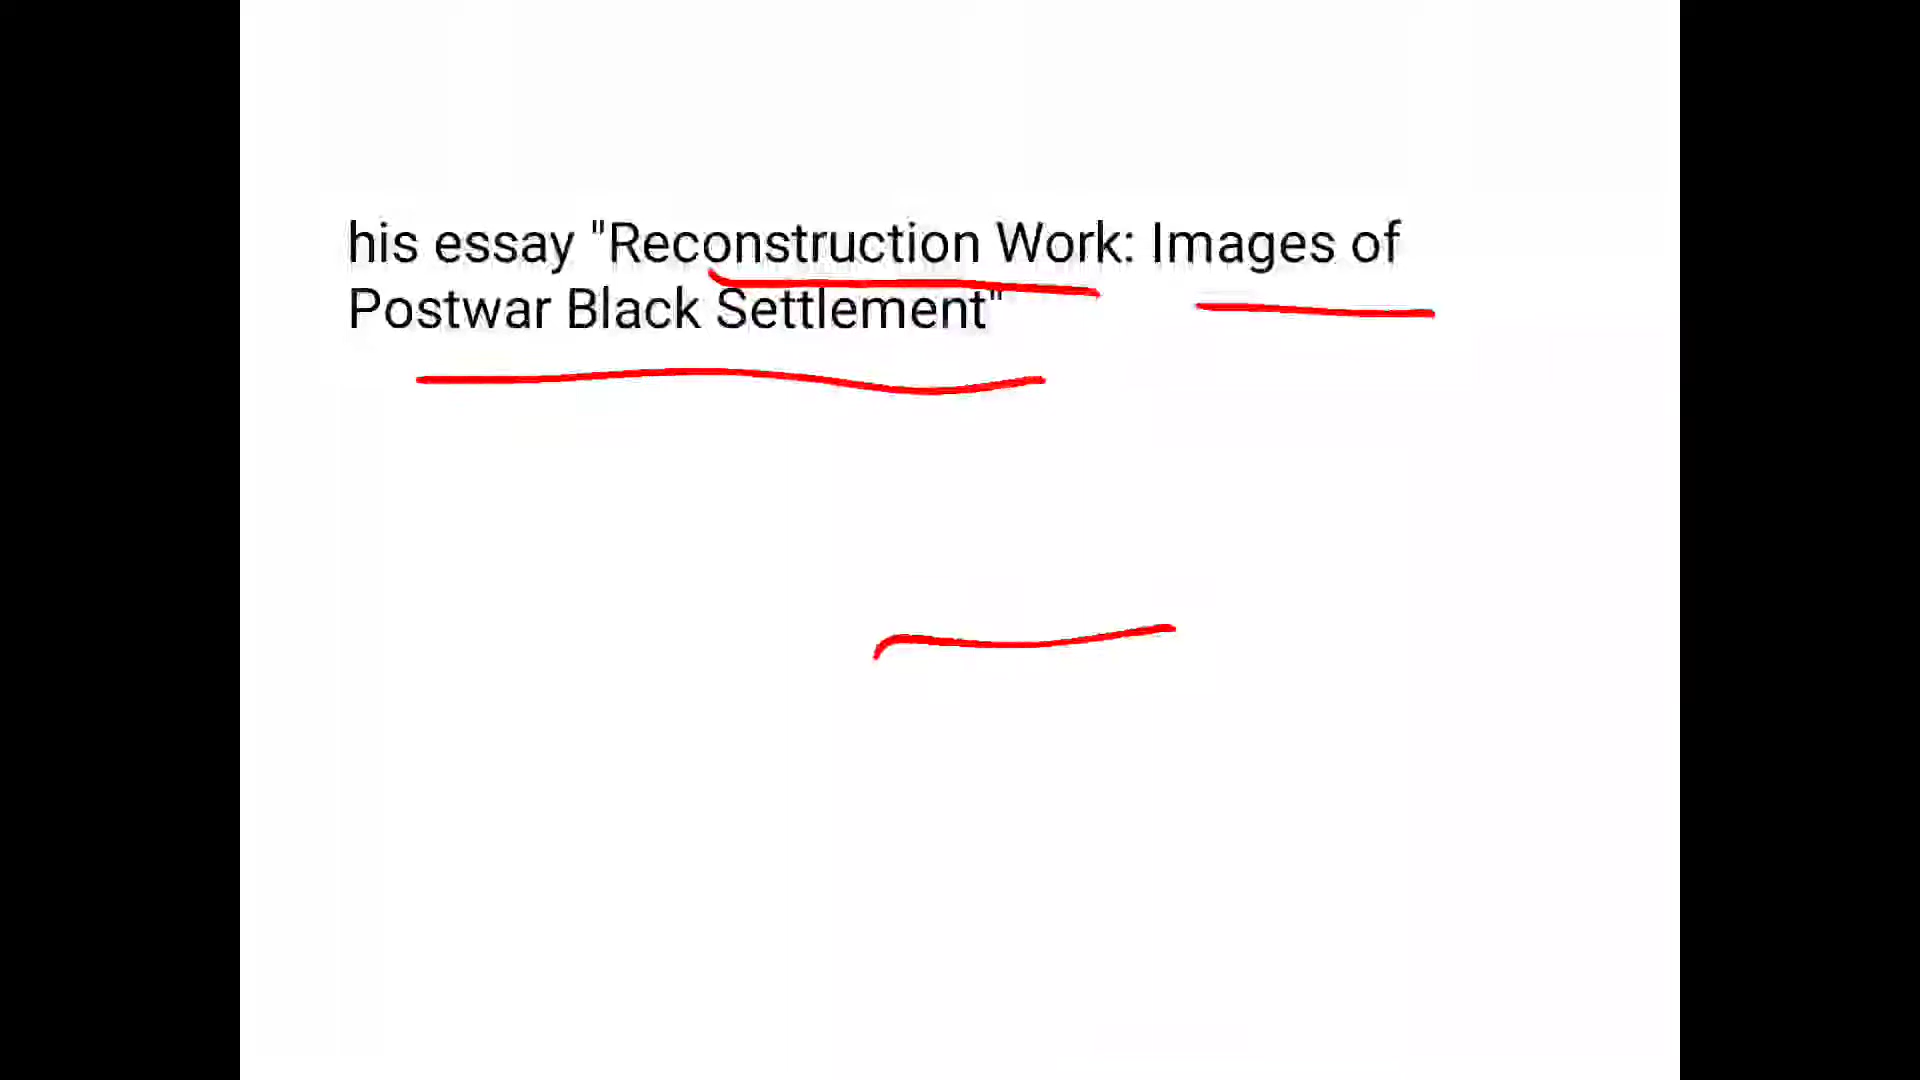 his essay "Reconstruction Work: Images of
Postwar Black Settlement"